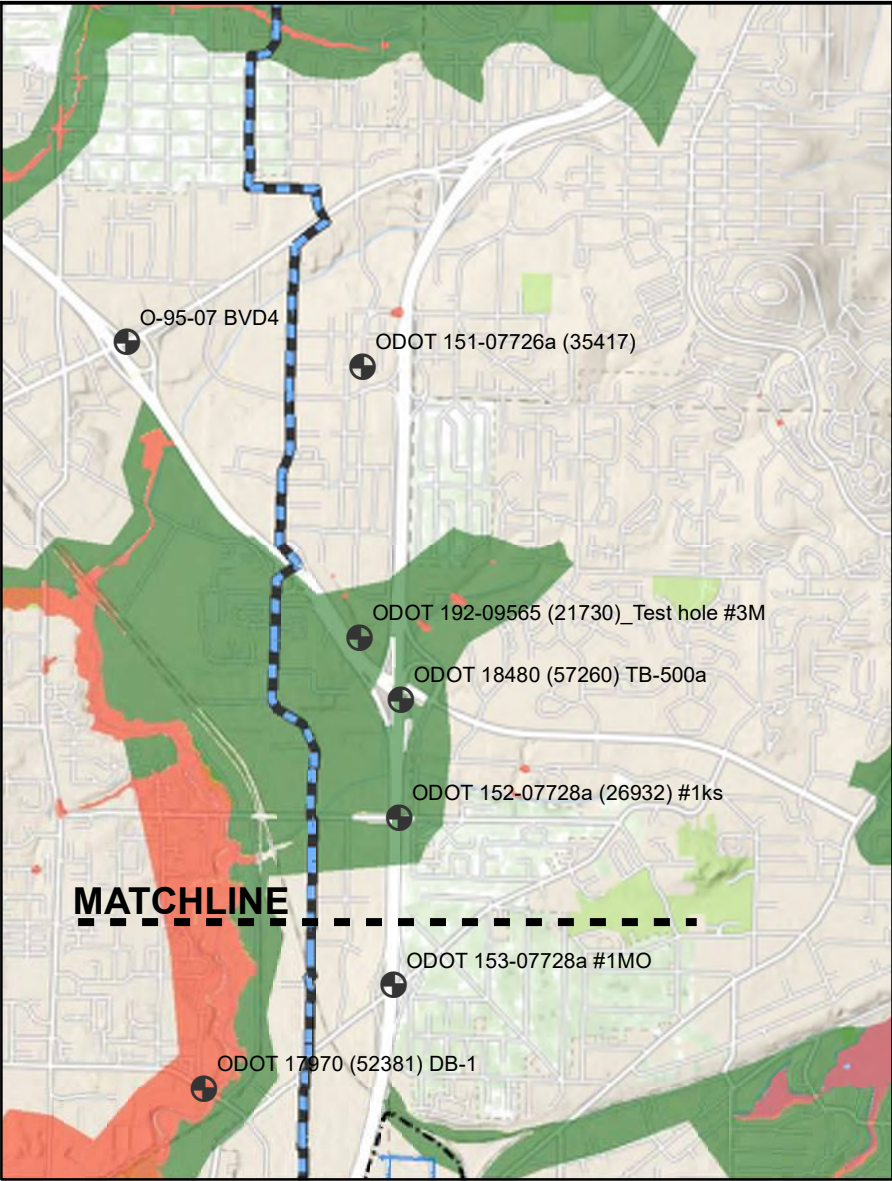 O-95-07 BVD4
ODOT 151-07726a (35417)
ODOT 192-09565 (21730)_Test hole #3M
ODOT 18480 (57260) TB-500a
ODOT 152-07728a (26932) #1ks
MATCHLINE
ODOT 153-07728a #1MO
ODOT 17970 (52381) DB-1